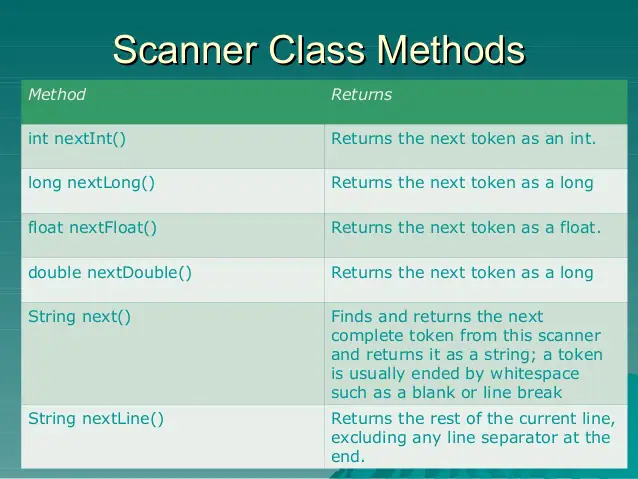 Scanner Class Methods
Method Returns
int nextInt() Returns the next token as an int.
long nextLong() Returns the next token as a long
float nextFloat() Returns the next token as a float.
double nextDouble() Returns the next token as a long
String next() Finds and returns the next
complete token from this scanner
and returns it as a string; a token
is usually ended by whitespace
such as a blank or line break
String nextLine() Returns the rest of the current line,
excluding any line separator at the
end.